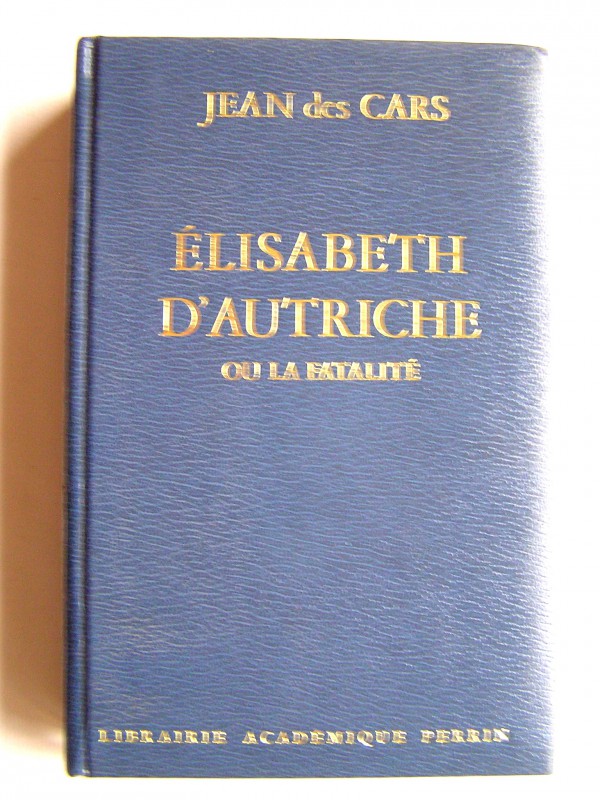 JEAN des CARS
ÉLISABETH
D'AUTRICHE
OU LA FATALITÉ
LIBRAIRIE ACADÉMIQUE PERRIN